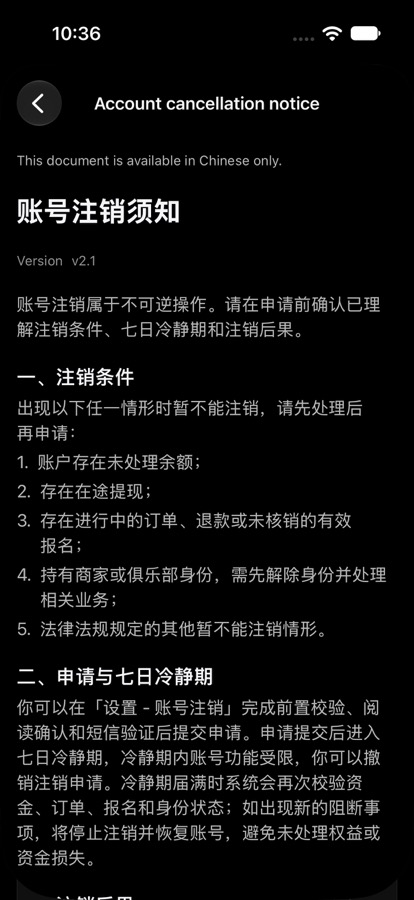 10:36
Account cancellation notice
This document is available in Chinese only.
账号注销须知
Version v2.1
账号注销属于不可逆操作。请在申请前确认已理
解注销条件、七日冷静期和注销后果。
一、注销条件
出现以下任一情形时暂不能注销，请先处理后
再申请：
1. 账户存在未处理余额；
2. 存在在途提现；
3. 存在进行中的订单、退款或未核销的有效
报名；
4. 持有商家或俱乐部身份，需先解除身份并处理
相关业务；
5. 法律法规规定的其他暂不能注销情形。
二、申请与七日冷静期
你可以在「设置 - 账号注销」完成前置校验、阅
读确认和短信验证后提交申请。申请提交后进入
七日冷静期，冷静期内账号功能受限，你可以撤
销注销申请。冷静期届满时系统会再次校验资
金、订单、报名和身份状态；如出现新的阻断事
项，将停止注销并恢复账号，避免未处理权益或
资金损失。